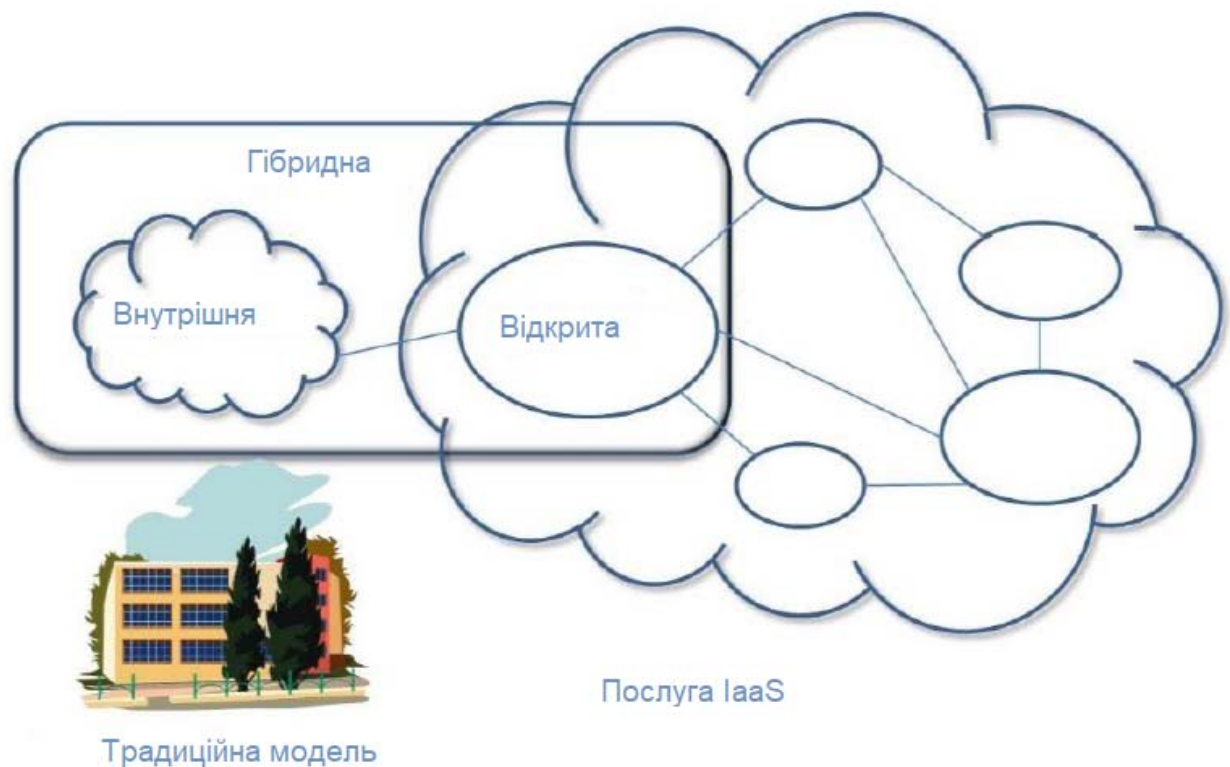 Гібридна
Внутрішня
Відкрита
Послуга IaaS
Традиційна модель